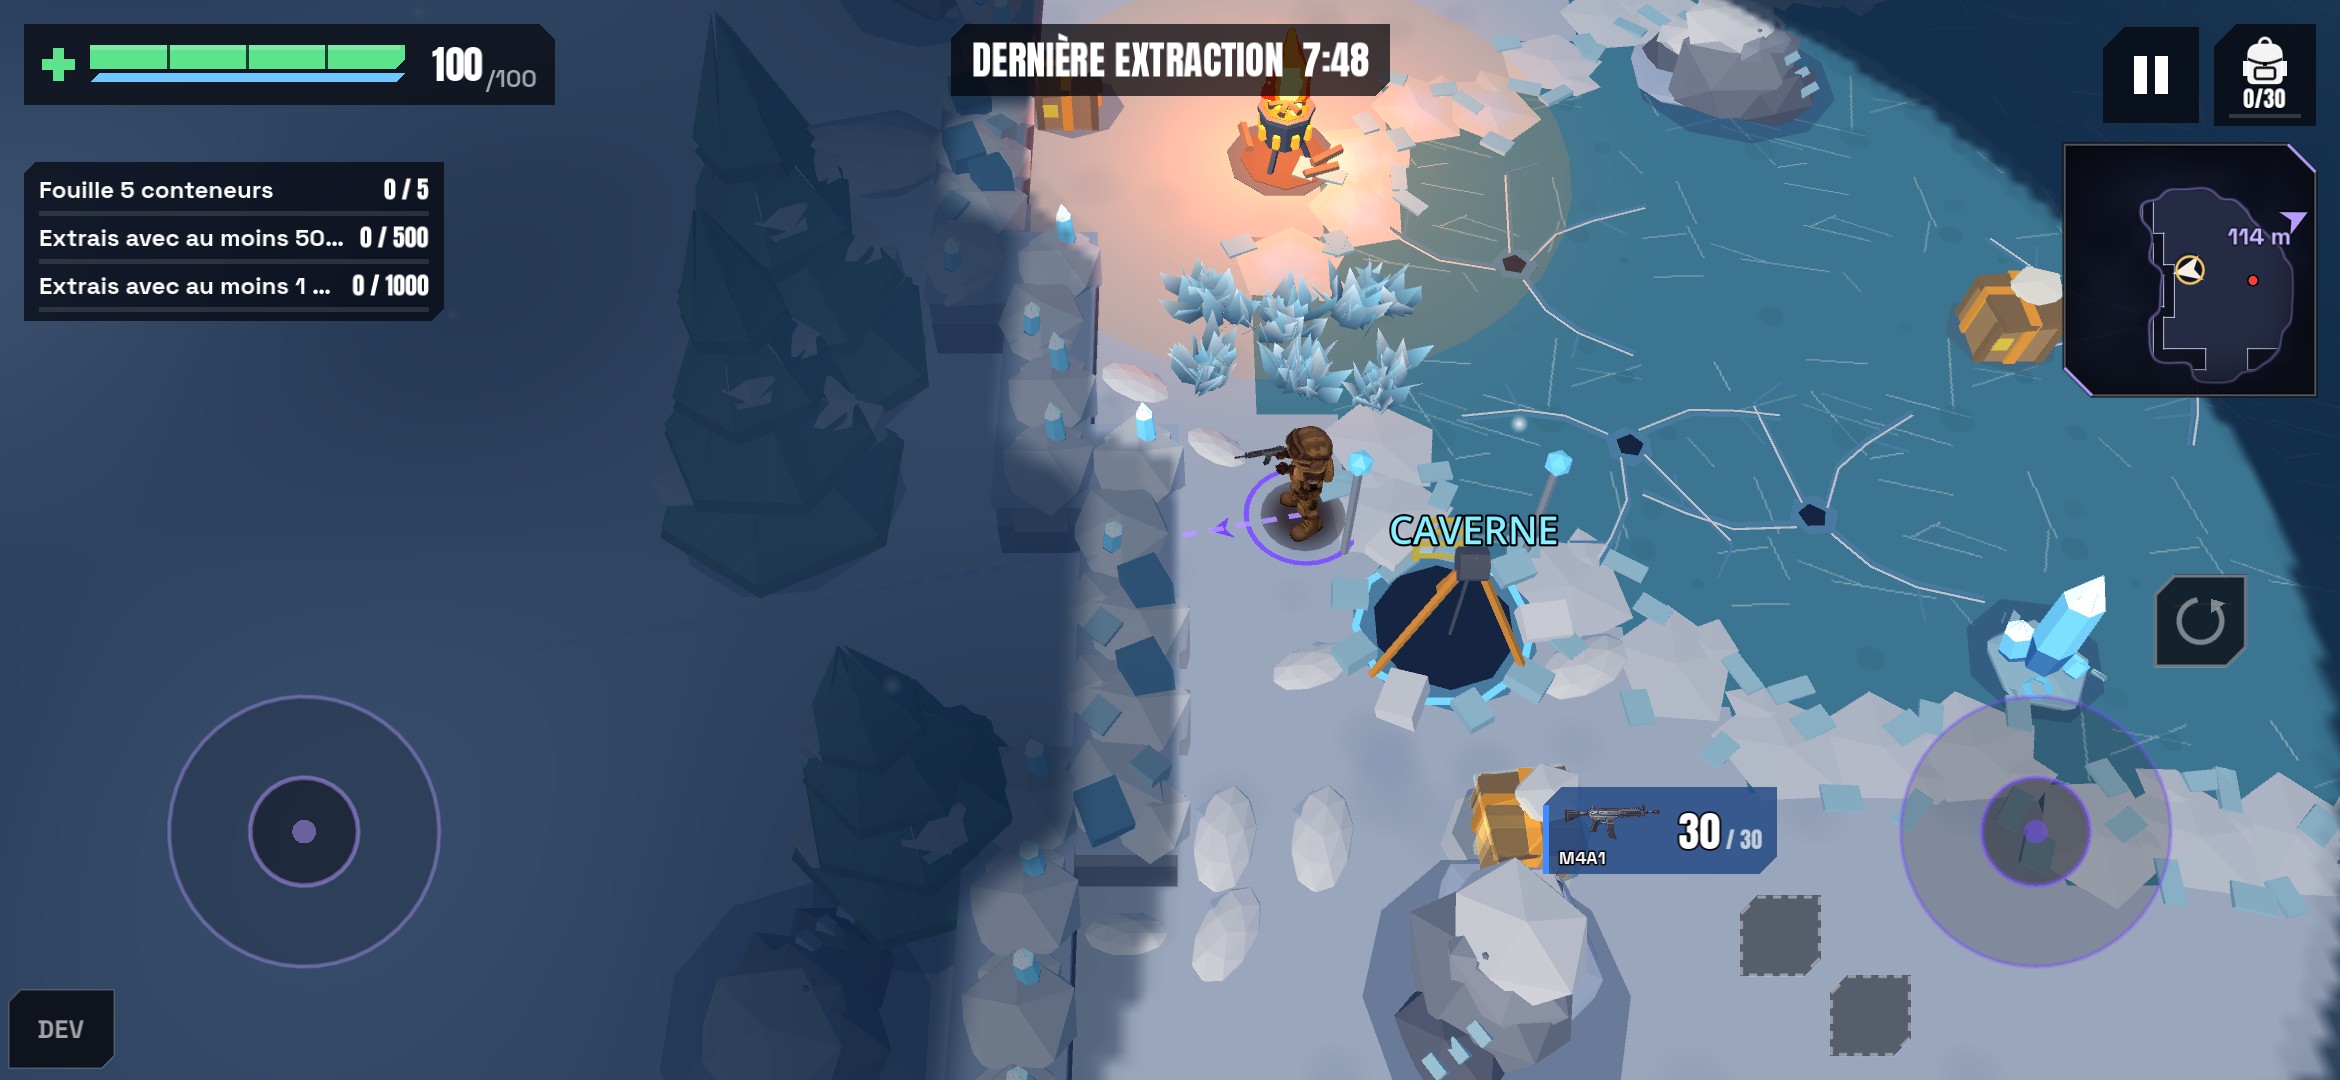 100/100
DERNIÈRE EXTRACTION 7:48
0/30
Fouille 5 conteneurs 0 / 5
Extrais avec au moins 50... 0 / 500
Extrais avec au moins 1 ... 0 / 1000
114 m
CAVERNE
30 / 30
M4A1
DEV